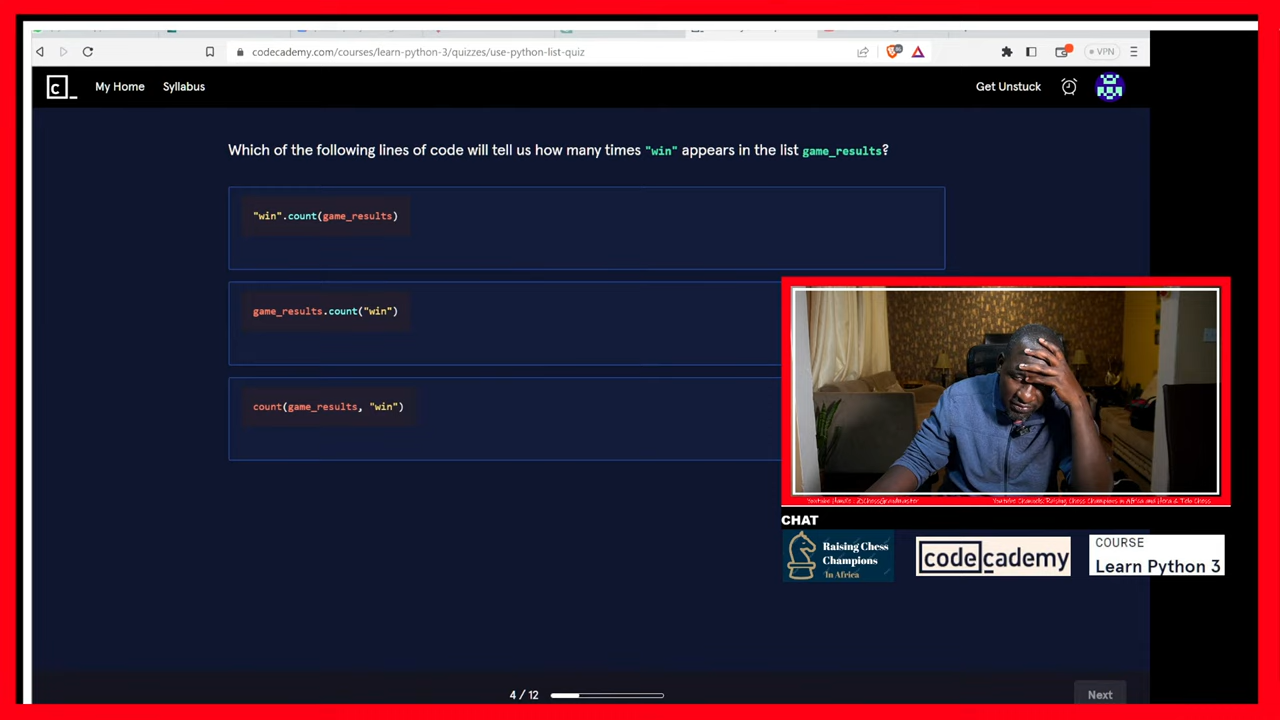 codecademy.com/courses/learn-python-3/quizzes/use-python-list-quiz
VPN
c_
My Home
Syllabus
Get Unstuck
Which of the following lines of code will tell us how many times "win" appears in the list game_results?
"win".count(game_results)
game_results.count("win")
count(game_results, "win")
CHAT
Raising Chess
Champions
In Africa
codecademy
COURSE
Learn Python 3
4 / 12
Next